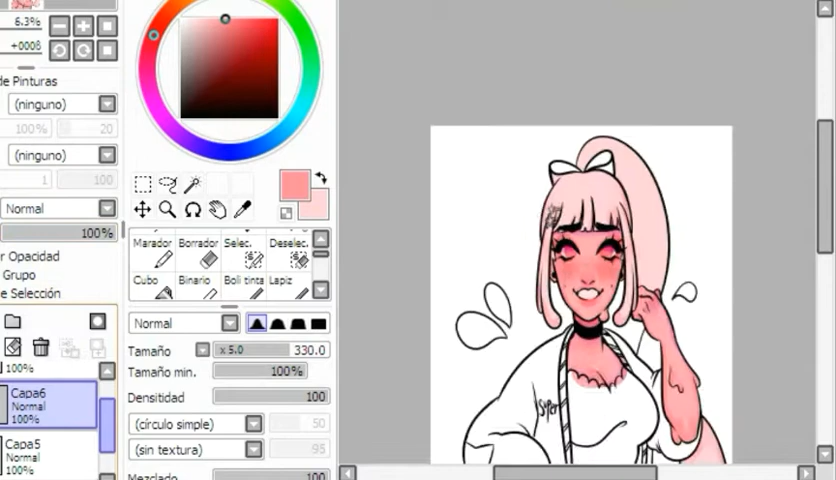 6.3%
+0008
de Pinturas
(ninguno)
100% 20
(ninguno)
1 100
Normal
100%
r Opacidad
Grupo
e Selección
100%
Capa6
Normal
100%
Capa5
Normal
100%
Marador Borrador Selec. Deselec.
Cubo Binario Boli tinta Lapiz
Normal
Tamaño x 5.0 330.0
Tamaño min. 100%
Densitidad 100
(círculo simple) 50
(sin textura) 95
Mezclado 100
Super